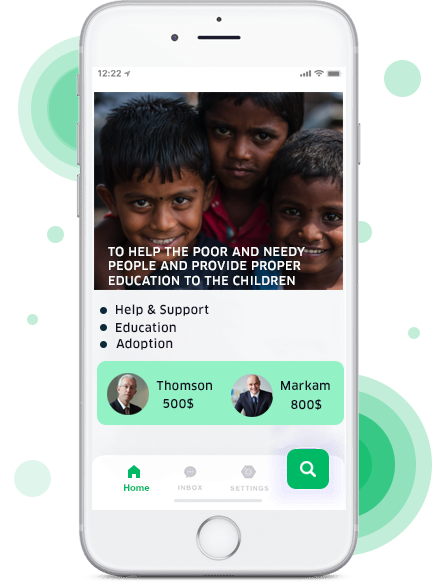 12:22
TO HELP THE POOR AND NEEDY
PEOPLE AND PROVIDE PROPER
EDUCATION TO THE CHILDREN
Help & Support
Education
Adoption
Thomson
500$
Markam
800$
Home
INBOX
SETTINGS